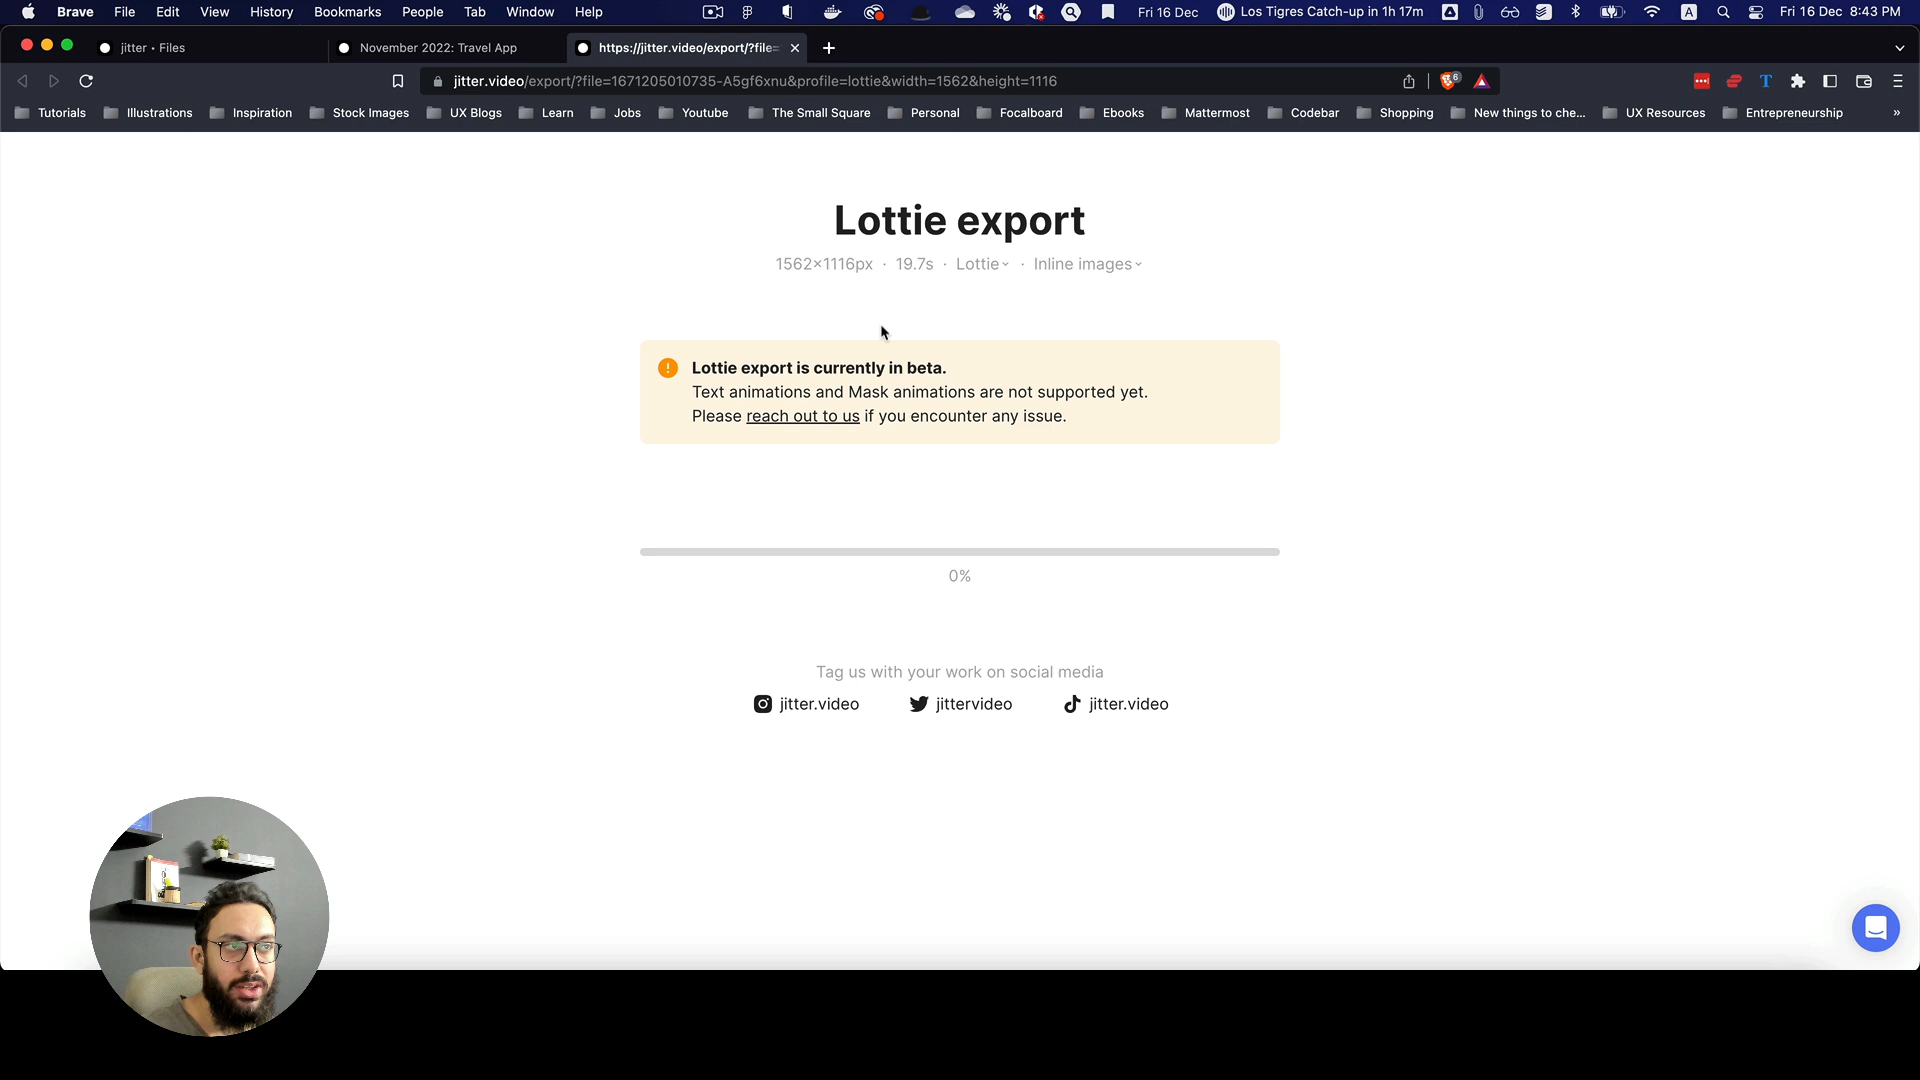 Brave File Edit View History Bookmarks People Tab Window Help Fri 16 Dec Los Tigres Catch-up in 1h 17m A Fri 16 Dec 8:43 PM
jitter • Files November 2022: Travel App https://jitter.video/export/?file=
jitter.video/export/?file=1671205010735-A5gf6xnu&profile=lottie&width=1562&height=1116 6 T
Tutorials Illustrations Inspiration Stock Images UX Blogs Learn Jobs Youtube The Small Square Personal Focalboard Ebooks Mattermost Codebar Shopping New things to che... UX Resources Entrepreneurship »
Lottie export
1562×1116px · 19.7s · Lottie · Inline images
Lottie export is currently in beta.
Text animations and Mask animations are not supported yet.
Please reach out to us if you encounter any issue.
0%
Tag us with your work on social media
jitter.video jittervideo jitter.video